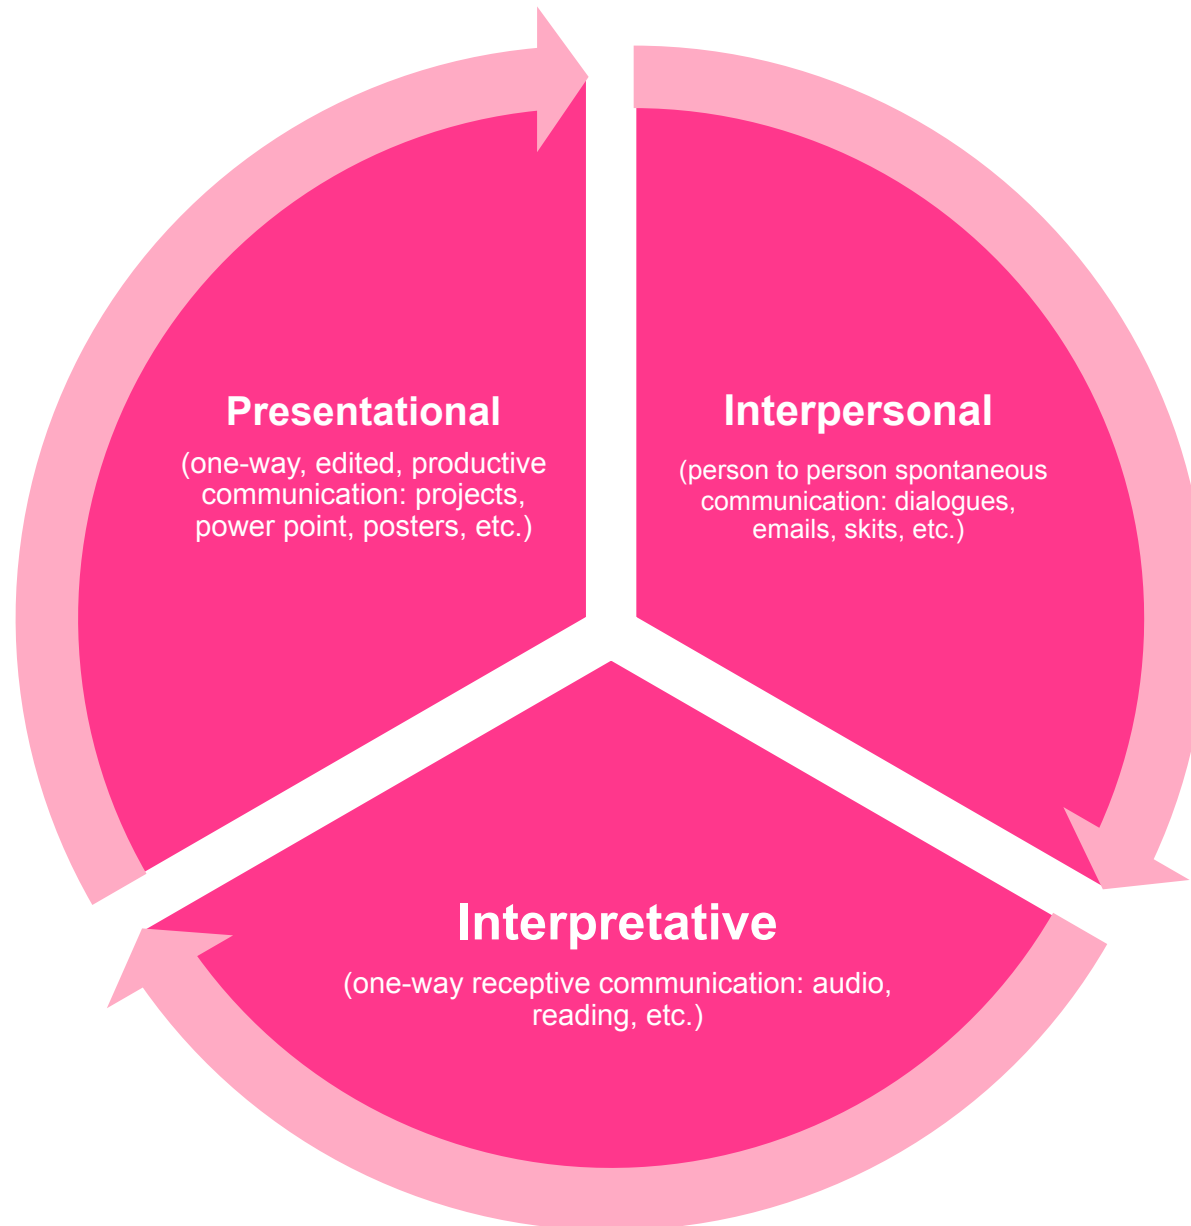 Presentational
(one-way, edited, productive
communication: projects,
power point, posters, etc.)
Interpersonal
(person to person spontaneous
communication: dialogues,
emails, skits, etc.)
Interpretative
(one-way receptive communication: audio,
reading, etc.)